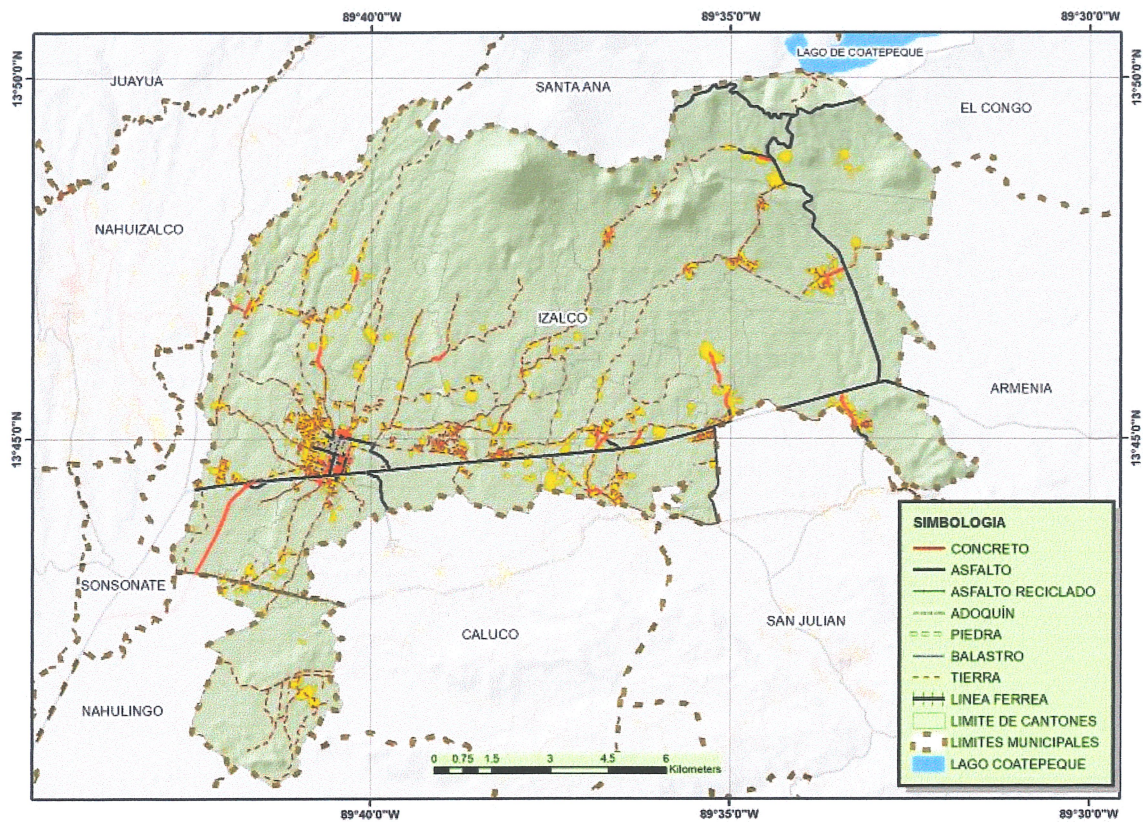 89°40'0"W
89°35'0"W
89°30'0"W
13°50'0"N
13°50'0"N
LAGO DE COATEPEQUE
JUAYUA
SANTA ANA
EL CONGO
NAHUIZALCO
IZALCO
ARMENIA
13°45'0"N
13°45'0"N
SONSONATE
CALUCO
SAN JULIAN
NAHULINGO
SIMBOLOGIA
CONCRETO
ASFALTO
ASFALTO RECICLADO
ADOQUÍN
PIEDRA
BALASTRO
TIERRA
LINEA FERREA
LIMITE DE CANTONES
LIMITES MUNICIPALES
LAGO COATEPEQUE
0 0.75 1.5 3 4.5 6
Kilometers
89°40'0"W
89°35'0"W
89°30'0"W